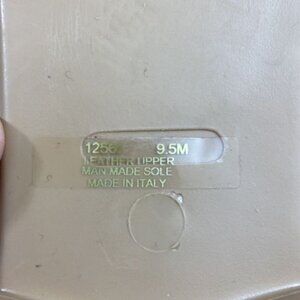 9.5M
LEATHER UPPER
MAN MADE SOLE
MADE IN ITALY